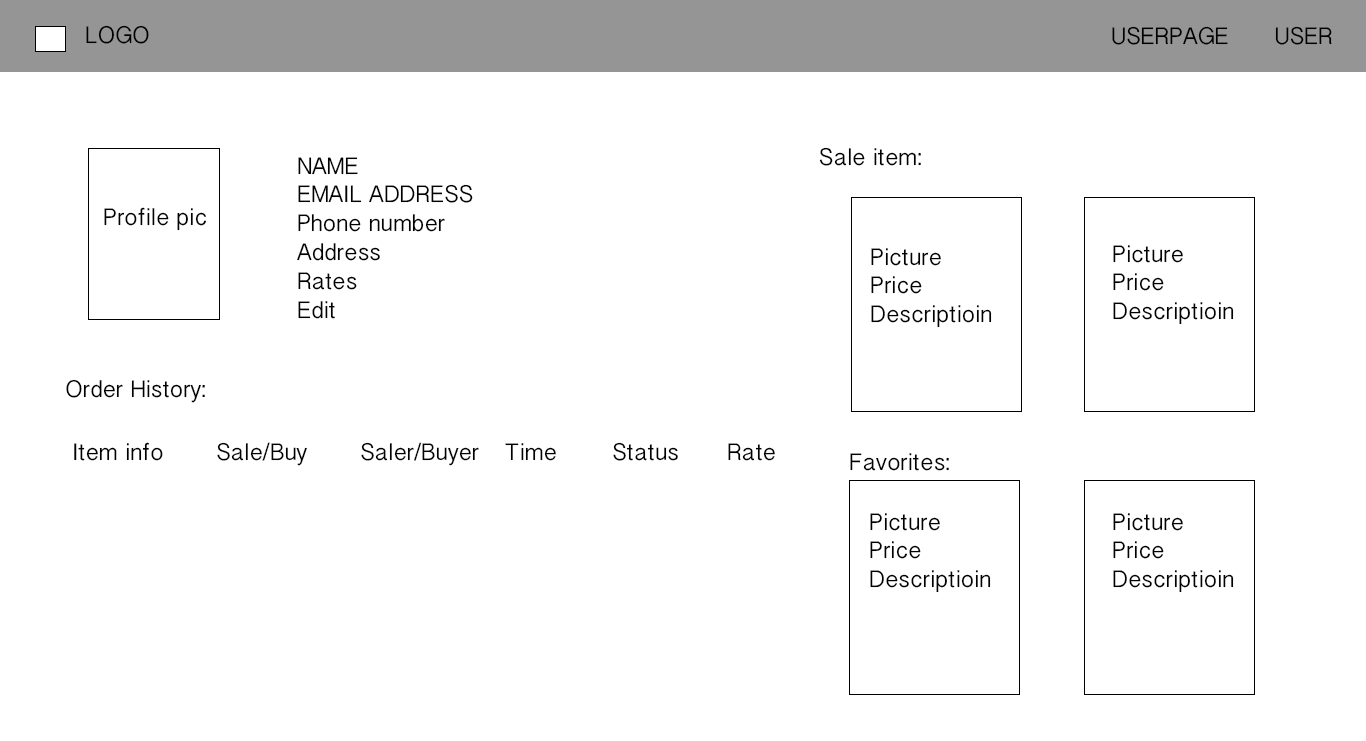 LOGO USERPAGE USER
Profile pic
NAME
EMAIL ADDRESS
Phone number
Address
Rates
Edit
Order History:
Item info Sale/Buy Saler/Buyer Time Status Rate
Sale item:
Picture
Price
Descriptioin
Picture
Price
Descriptioin
Favorites:
Picture
Price
Descriptioin
Picture
Price
Descriptioin